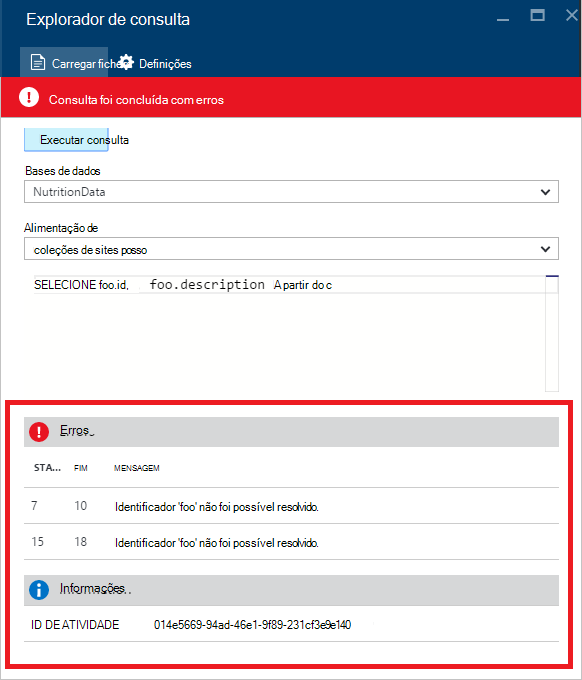 Explorador de consulta
Carregar fiche Definições
Consulta foi concluída com erros
Executar consulta
Bases de dados
NutritionData
Alimentação de
coleções de sites posso
SELECIONE foo.id, foo.description A partir do c
Erros
STA... FIM MENSAGEM
7 10 Identificador 'foo' não foi possível resolvido.
15 18 Identificador 'foo' não foi possível resolvido.
Informações
ID DE ATIVIDADE 014e5669-94ad-46e1-9f89-231cf3e9e140